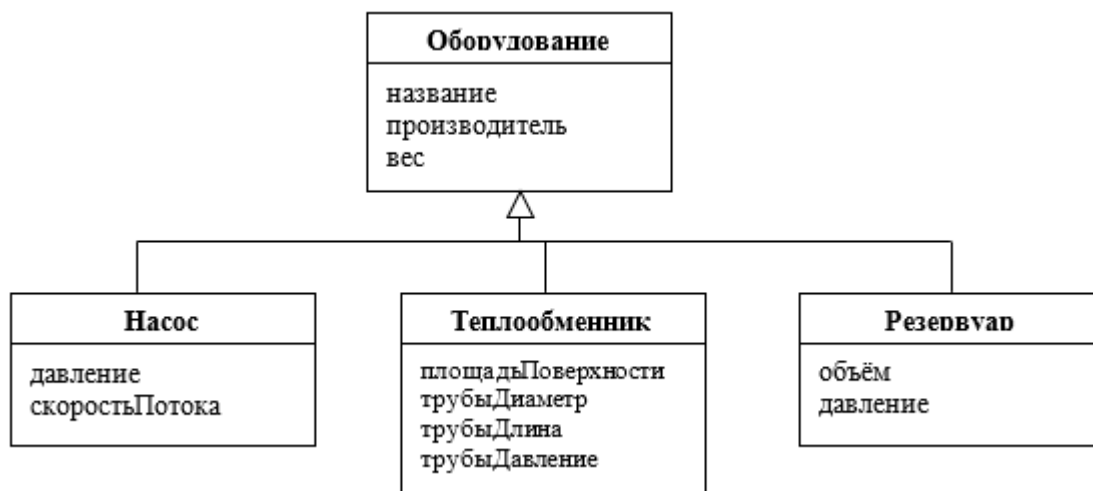 Оборудование
название
производитель
вес
Насос
давление
скоростьПотока
Теплообменник
площадьПоверхности
трубыДиаметр
трубыДлина
трубыДавление
Резервуар
объём
давление